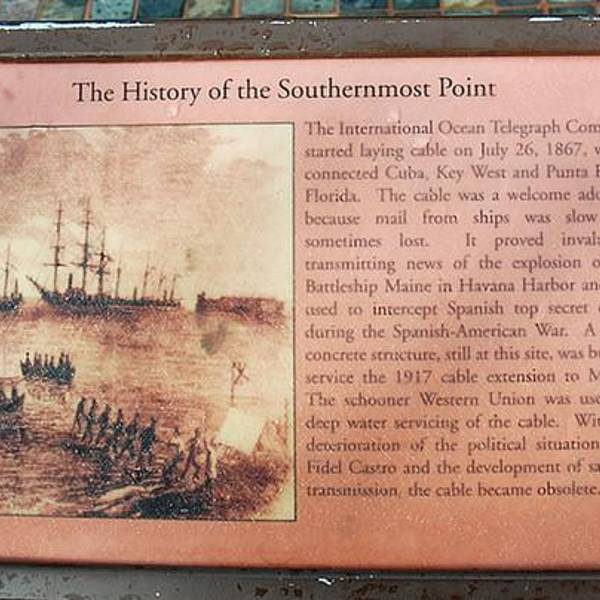 The History of the Southernmost Point
The International Ocean Telegraph Com
started laying cable on July 26, 1867, w
connected Cuba, Key West and Punta
Florida. The cable was a welcome add
because mail from ships was slow
sometimes lost. It proved inval
transmitting news of the explosion o
Battleship Maine in Havana Harbor an
used to intercept Spanish top secret
during the Spanish-American War. A
concrete structure, still at this site, was bu
service the 1917 cable extension to M
The schooner Western Union was use
deep water servicing of the cable. Wit
deterioration of the political situation
Fidel Castro and the development of sa
transmission, the cable became obsolete.